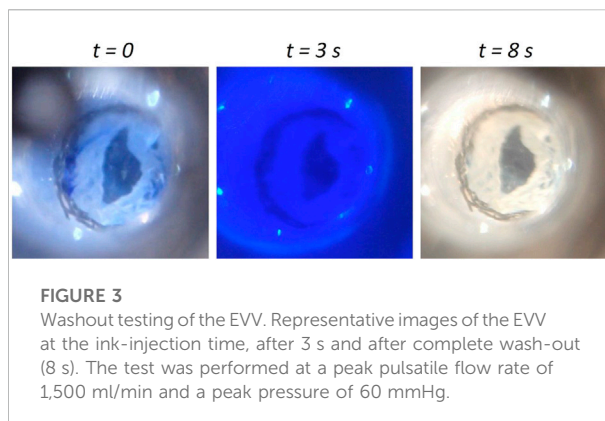 t = 0 t = 3 s t = 8 s
FIGURE 3
Washout testing of the EVV. Representative images of the EVV
at the ink-injection time, after 3 s and after complete wash-out
(8 s). The test was performed at a peak pulsatile flow rate of
1,500 ml/min and a peak pressure of 60 mmHg.